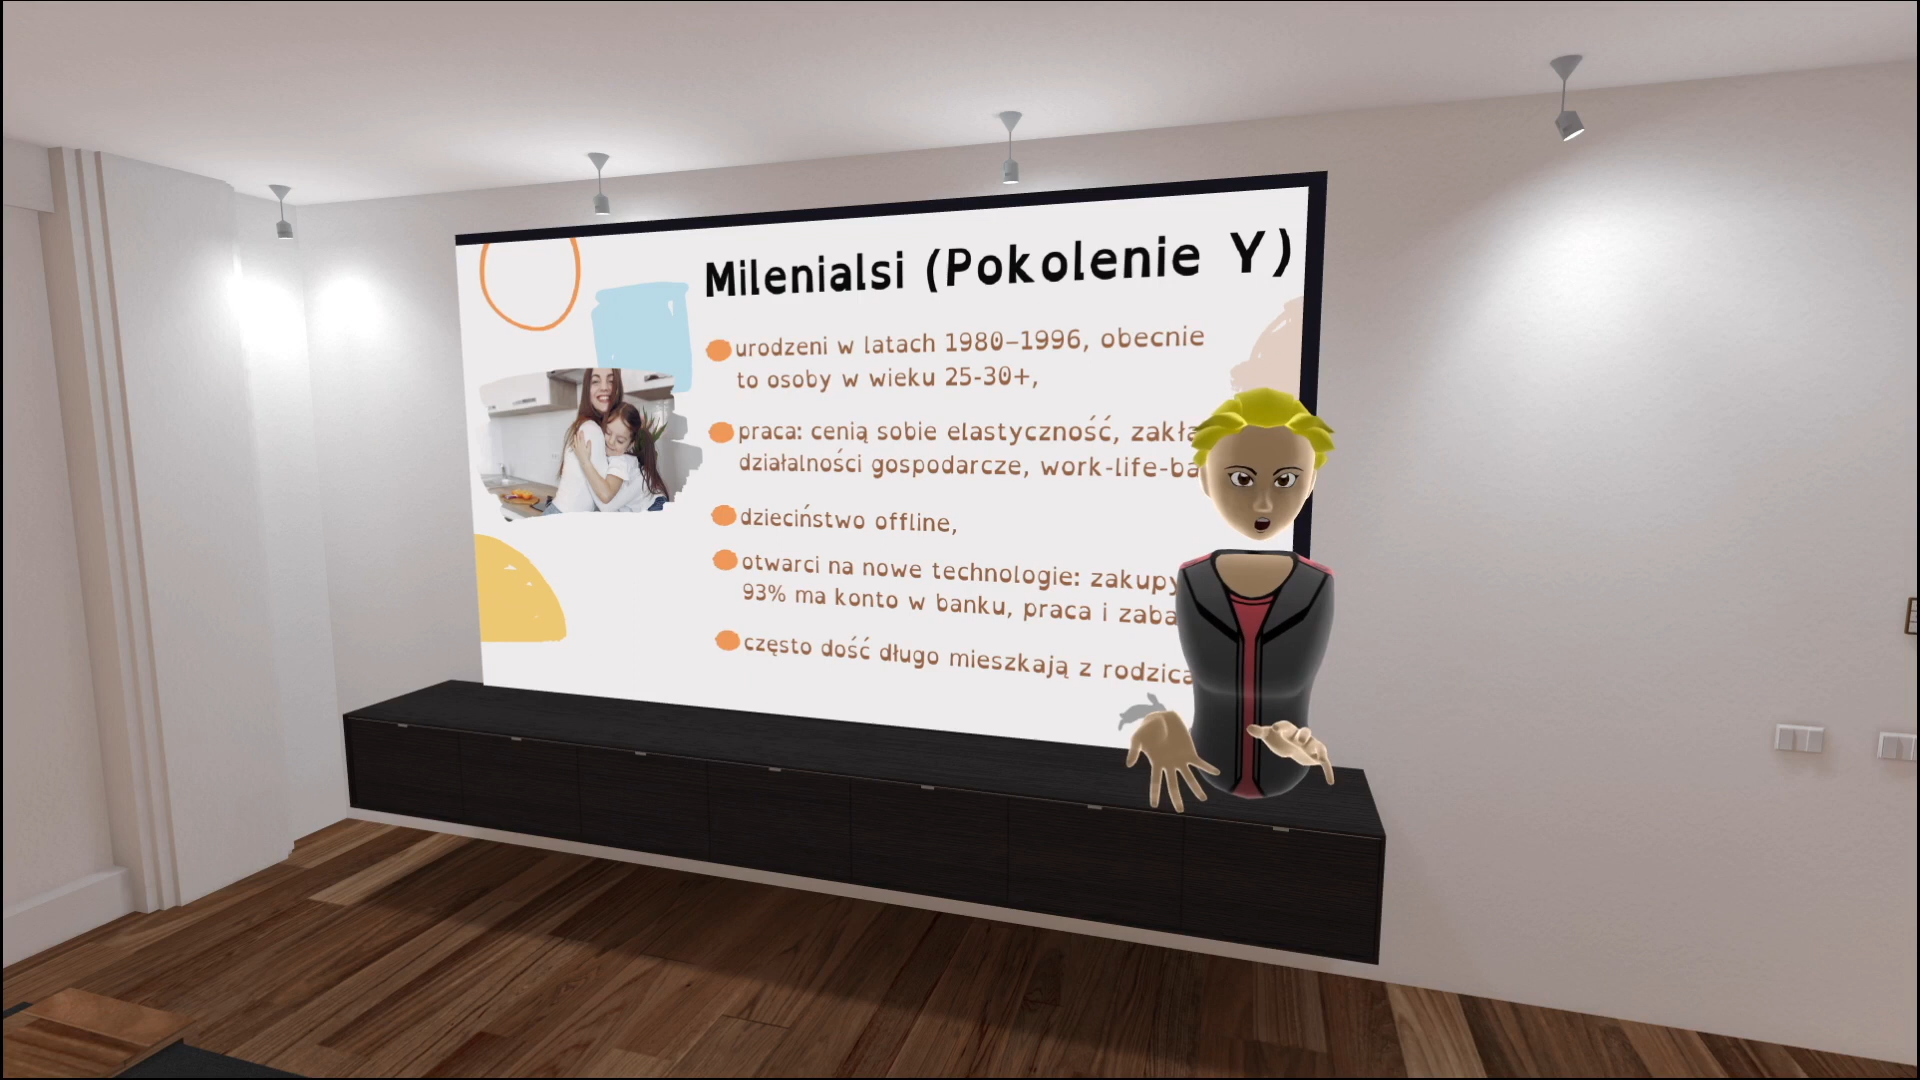 Milenialsi (Pokolenie Y)
urodzeni w latach 1980–1996, obecnie
to osoby w wieku 25-30+,
praca: cenią sobie elastyczność,
działalności gospodarcze,
dzieciństwo offline,
otwarci na nowe technologie: zakupy
93% ma konto w banku, praca i
często dość długo mieszkają z